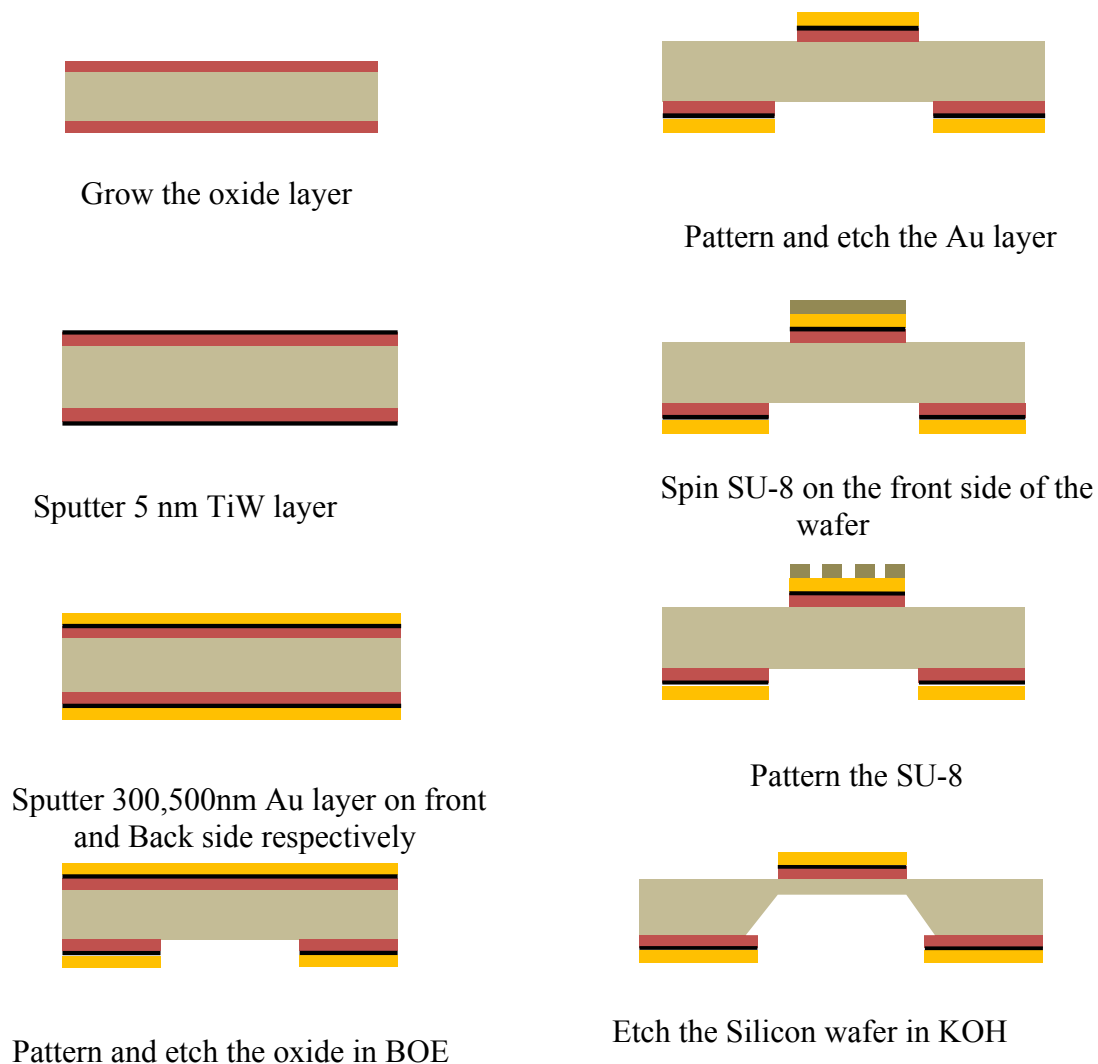 Grow the oxide layer
Sputter 5 nm TiW layer
Sputter 300,500nm Au layer on front
and Back side respectively
Pattern and etch the oxide in BOE
Pattern and etch the Au layer
Spin SU-8 on the front side of the
wafer
Pattern the SU-8
Etch the Silicon wafer in KOH